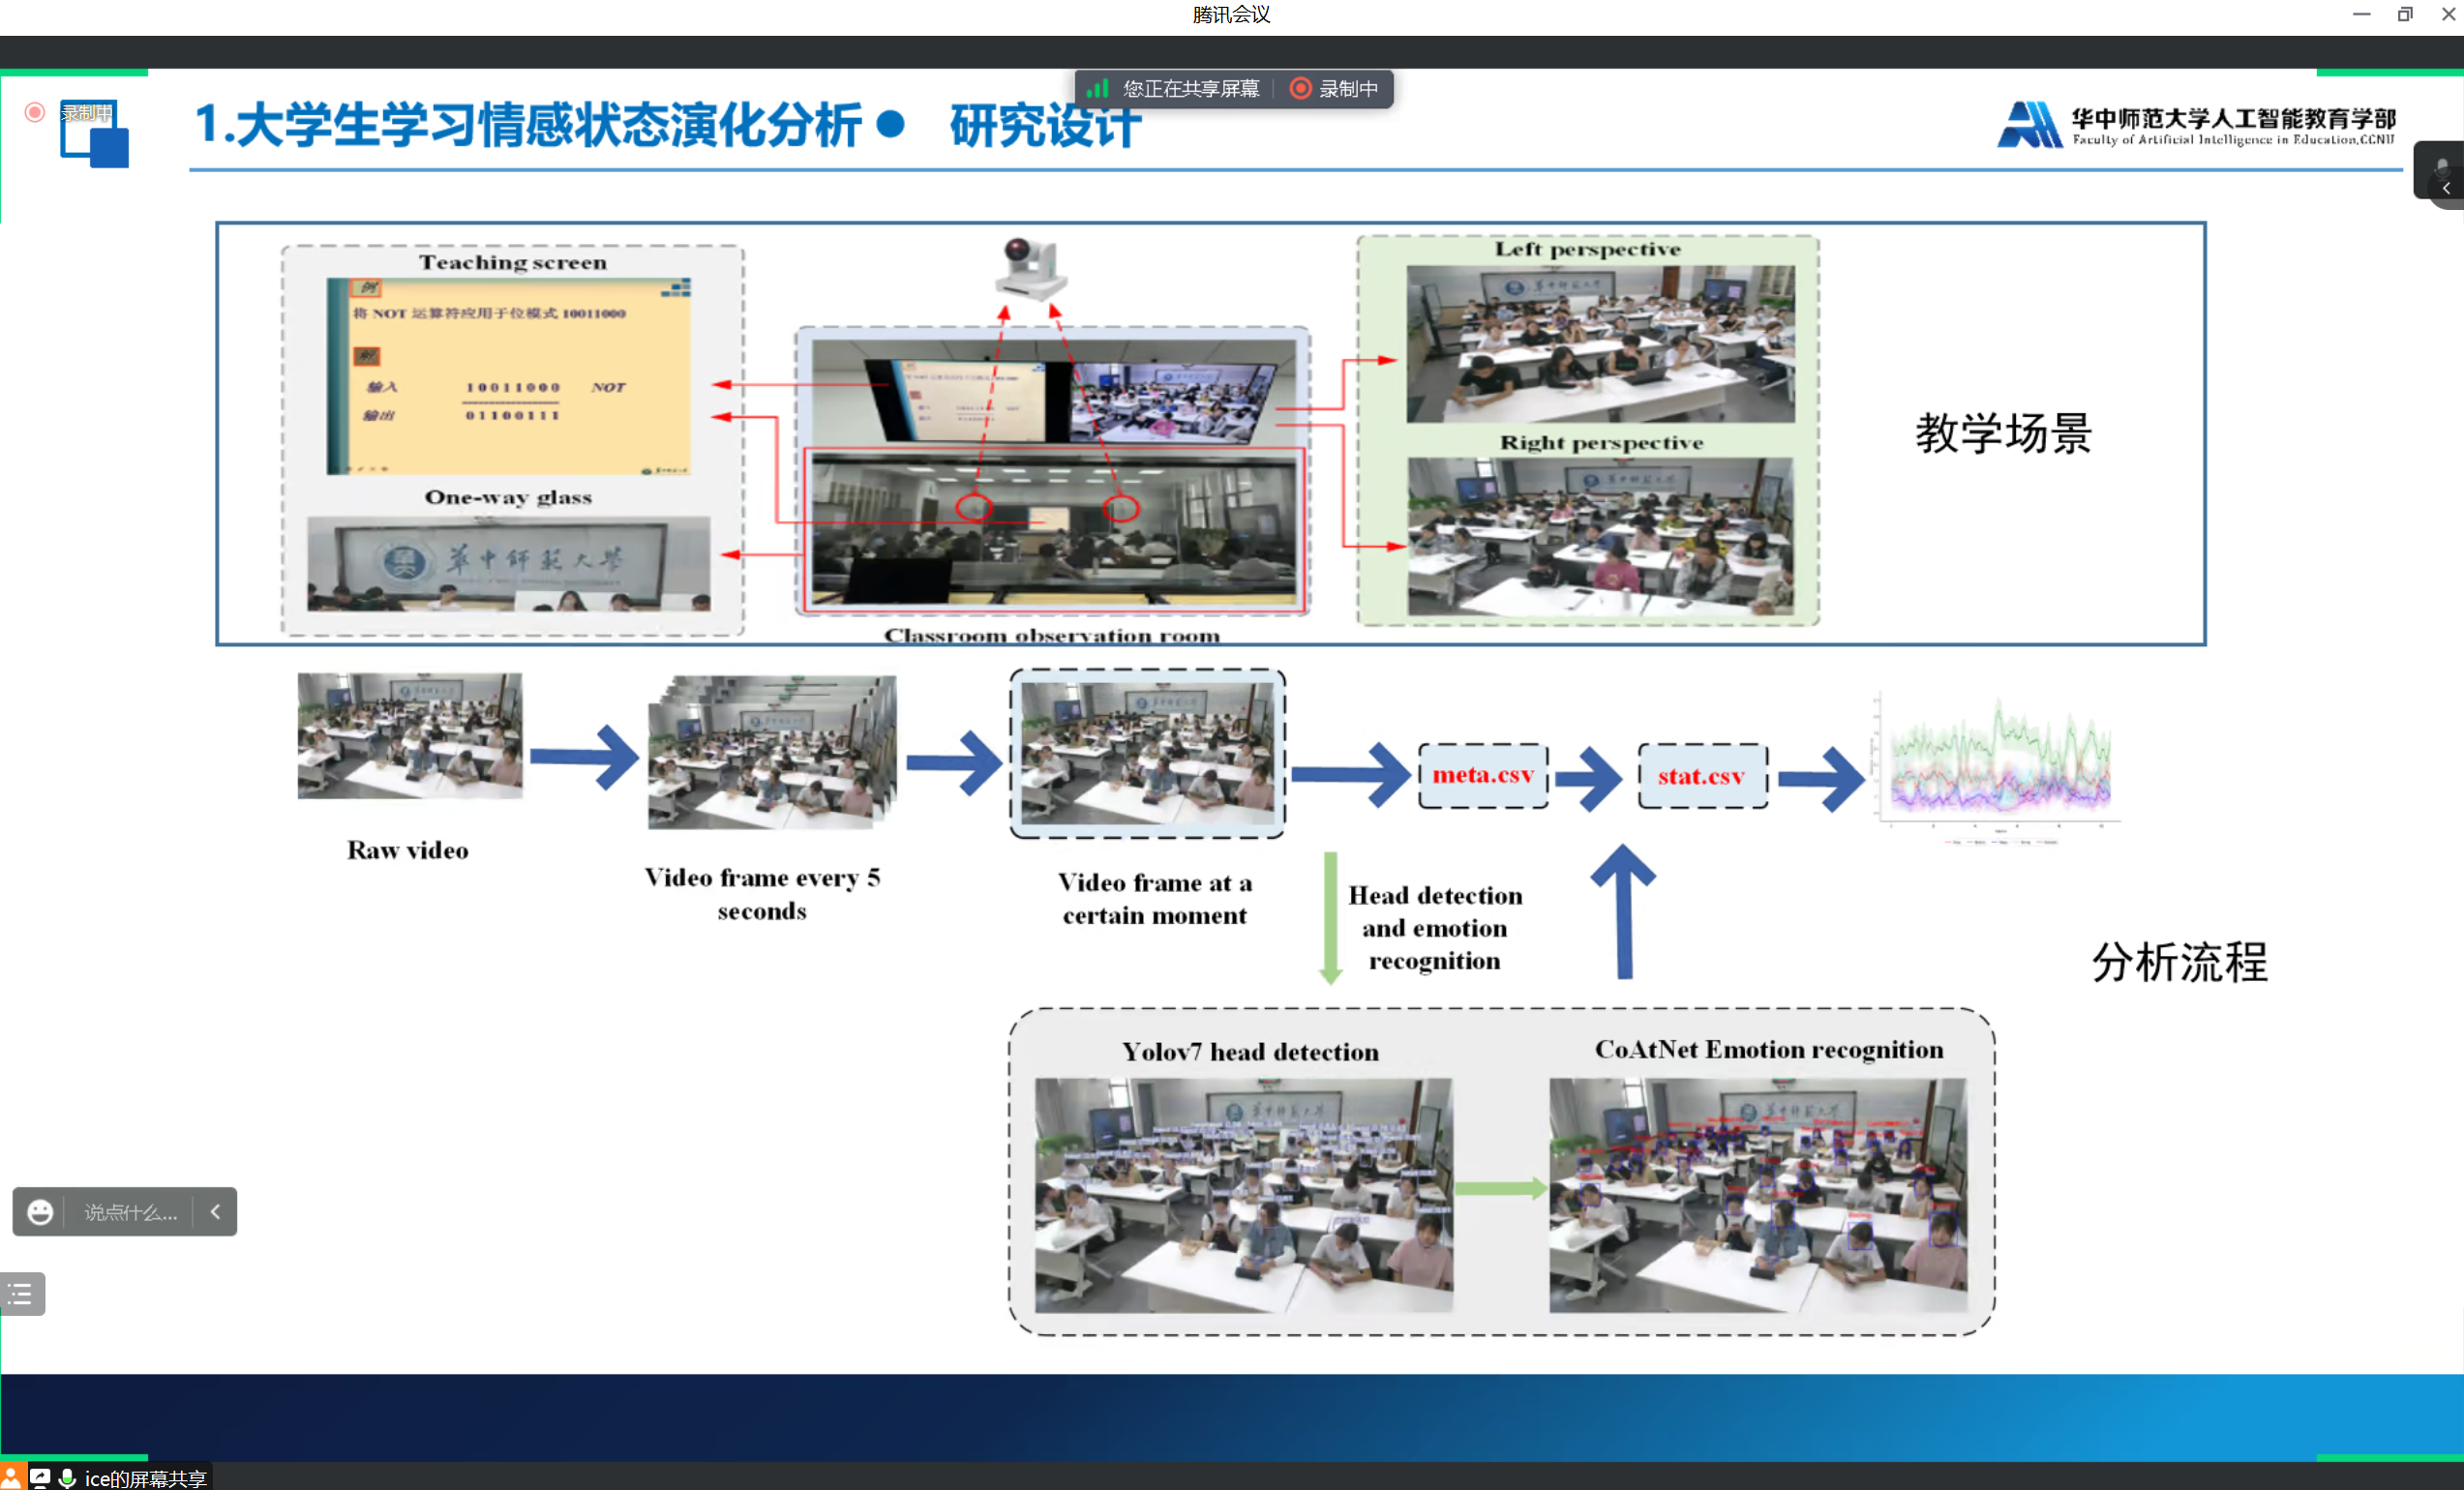 腾讯会议
您正在共享屏幕
录制中
录制中
1.大学生学习情感状态演化分析● 研究设计
华中师范大学人工智能教育学部
Faculty of Artificial Intelligence in Education,CCNU
Teaching screen
例
将 NOT 运算符应用于位模式 10011000
解
输入 10011000 NOT
输出 01100111
One-way glass
華中師範大學
Classroom observation room
Left perspective
Right perspective
教学场景
Raw video
Video frame every 5
seconds
Video frame at a
certain moment
meta.csv
stat.csv
Head detection
and emotion
recognition
分析流程
Yolov7 head detection
CoAtNet Emotion recognition
说点什么...
ice的屏幕共享